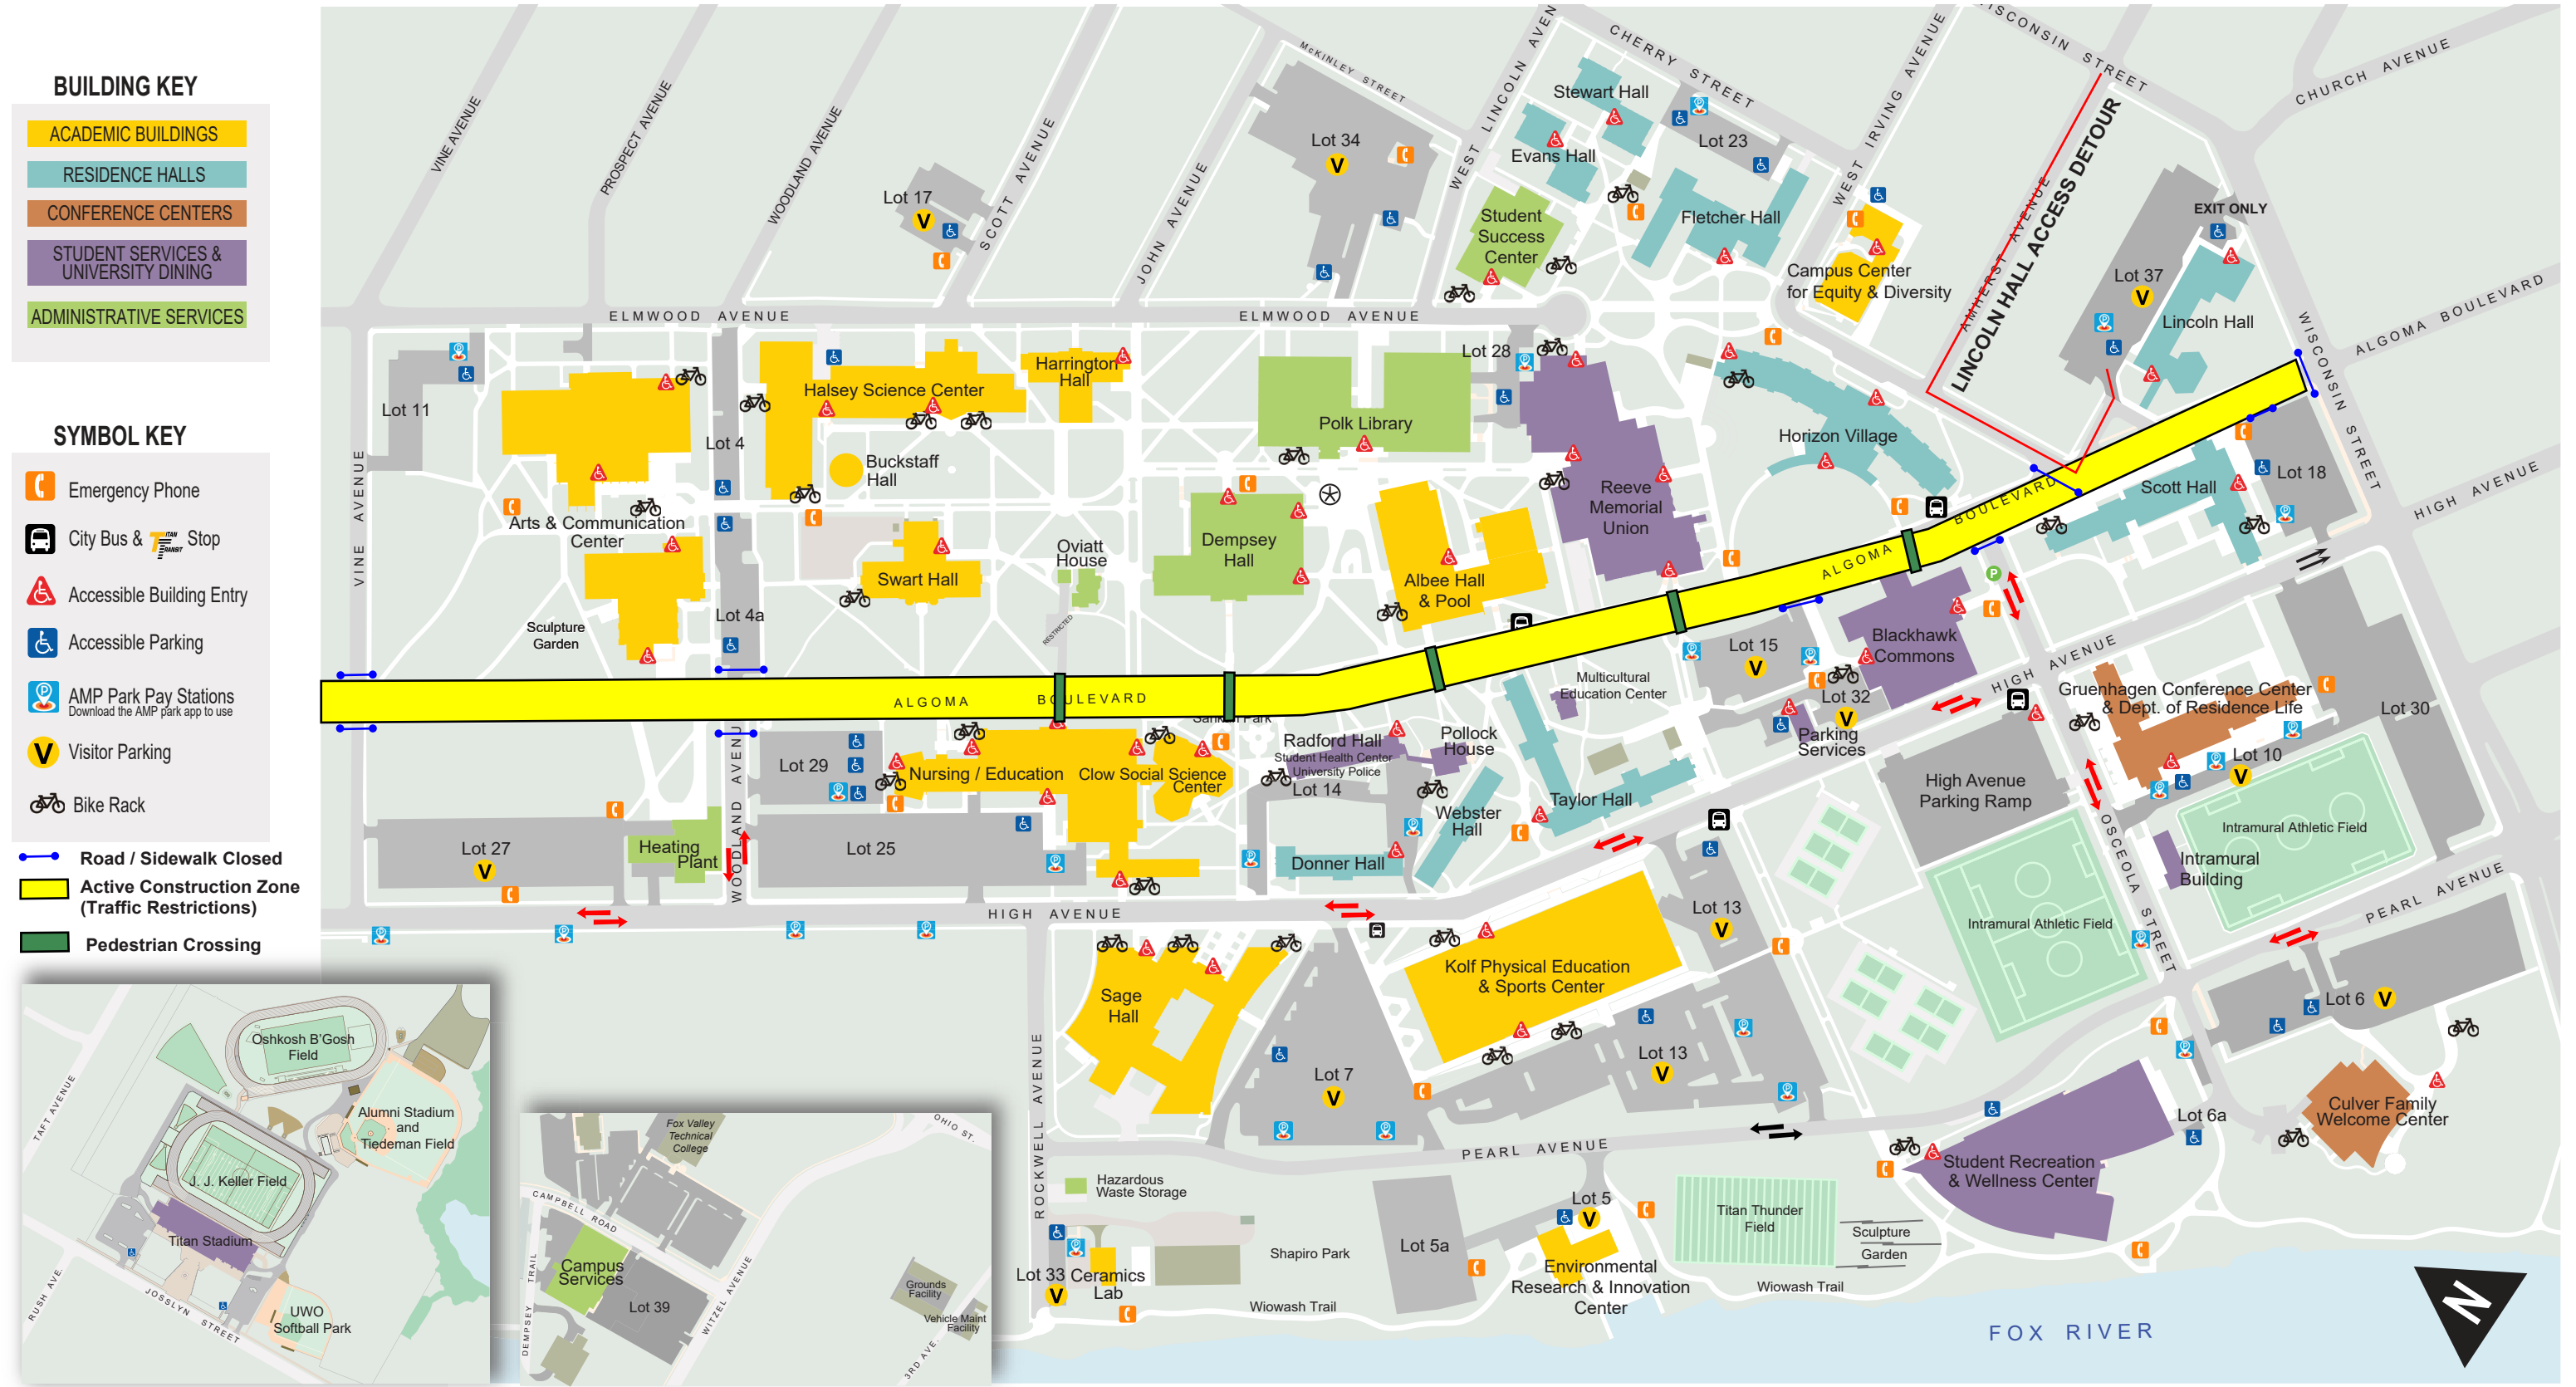 BUILDING KEY
ACADEMIC BUILDINGS
RESIDENCE HALLS
CONFERENCE CENTERS
STUDENT SERVICES &
UNIVERSITY DINING
ADMINISTRATIVE SERVICES
SYMBOL KEY
Emergency Phone
City Bus & TITAN TRANSIT Stop
Accessible Building Entry
Accessible Parking
AMP Park Pay Stations
Download the AMP park app to use
V Visitor Parking
Bike Rack
Road / Sidewalk Closed
Active Construction Zone
(Traffic Restrictions)
Pedestrian Crossing
VINE AVENUE
PROSPECT AVENUE
WOODLAND AVENUE
SCOTT AVENUE
JOHN AVENUE
McKINLEY STREET
WEST LINCOLN AVEN
CHERRY STREET
WEST IRVING AVENUE
AMHERST AVENUE
LINCOLN HALL ACCESS DETOUR
WISCONSIN STREET
CHURCH AVENUE
ALGOMA BOULEVARD
WISCONSIN STREET
HIGH AVENUE
Lot 17
V
Lot 34
V
Stewart Hall
Evans Hall
Lot 23
Student
Success
Center
Fletcher Hall
Campus Center
for Equity & Diversity
EXIT ONLY
Lot 37
V
Lincoln Hall
ELMWOOD AVENUE
ELMWOOD AVENUE
Lot 11
Lot 4
Halsey Science Center
Harrington
Hall
Buckstaff
Hall
Polk Library
Lot 28
Horizon Village
Reeve
Memorial
Union
Scott Hall
Lot 18
VINE AVENUE
Arts & Communication
Center
Swart Hall
Oviatt
House
Dempsey
Hall
Albee Hall
& Pool
Sculpture
Garden
Lot 4a
RESTRICTED
ALGOMA BOULEVARD
ALGOMA BOULEVARD
P
Lot 15
V
Blackhawk
Commons
Lot 32
V
Parking
Services
Multicultural
Education Center
HIGH AVENUE
Gruenhagen Conference Center
& Dept. of Residence Life
Lot 30
Lot 10
V
Lot 29
Nursing / Education
Clow Social Science
Center
Radford Hall
Student Health Center
University Police
Lot 14
Pollock
House
Webster
Hall
Taylor Hall
High Avenue
Parking Ramp
Intramural Athletic Field
Intramural
Building
Lot 27
V
Heating
Plant
WOODLAND AVENU
Lot 25
Donner Hall
HIGH AVENUE
Lot 13
V
Intramural Athletic Field
OSCEOLA STREET
PEARL AVENUE
Sage
Hall
Kolf Physical Education
& Sports Center
Lot 13
V
Lot 7
V
Lot 6 V
Culver Family
Welcome Center
Lot 6a
Student Recreation
& Wellness Center
PEARL AVENUE
ROCKWELL AVENUE
Hazardous
Waste Storage
Lot 33
V
Ceramics
Lab
Shapiro Park
Wiowash Trail
Lot 5a
Lot 5
V
Environmental
Research & Innovation
Center
Titan Thunder
Field
Sculpture
Garden
Wiowash Trail
FOX RIVER
N
Oshkosh B'Gosh
Field
Alumni Stadium
and
Tiedeman Field
J. J. Keller Field
Titan Stadium
UWO
Softball Park
TAFT AVENUE
RUSH AVE.
JOSSLYN STREET
Fox Valley
Technical
College
OHIO ST.
CAMPBELL ROAD
Campus
Services
Lot 39
DEMPSEY TRAIL
WITZEL AVENUE
Grounds
Facility
Vehicle Maint
Facility
3RD AVE.